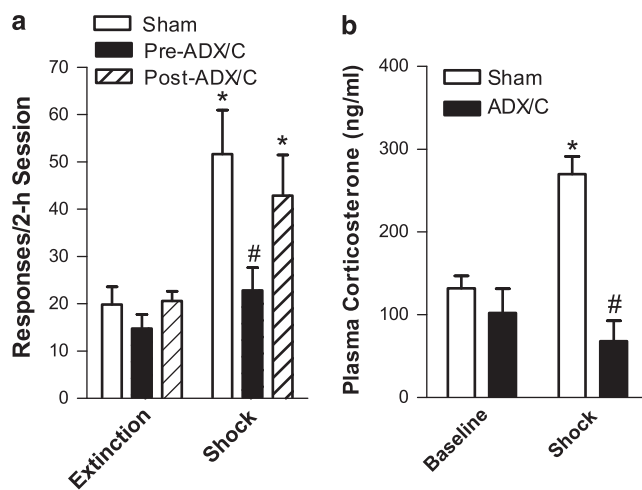 a
Sham
Pre-ADX/C
Post-ADX/C
Responses/2-h Session
70
60
50
40
30
20
10
0
*
#
*
Extinction
Shock
b
Sham
ADX/C
Plasma Corticosterone (ng/ml)
400
300
200
100
0
*
#
Baseline
Shock